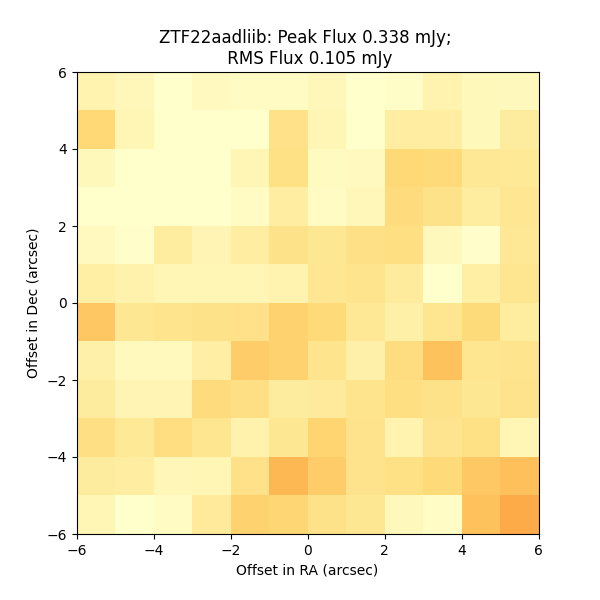 ZTF22aadliib: Peak Flux 0.338 mJy;
RMS Flux 0.105 mJy
6
4
2
0
−2
−4
−6
Offset in Dec (arcsec)
−6 −4 −2 0 2 4 6
Offset in RA (arcsec)